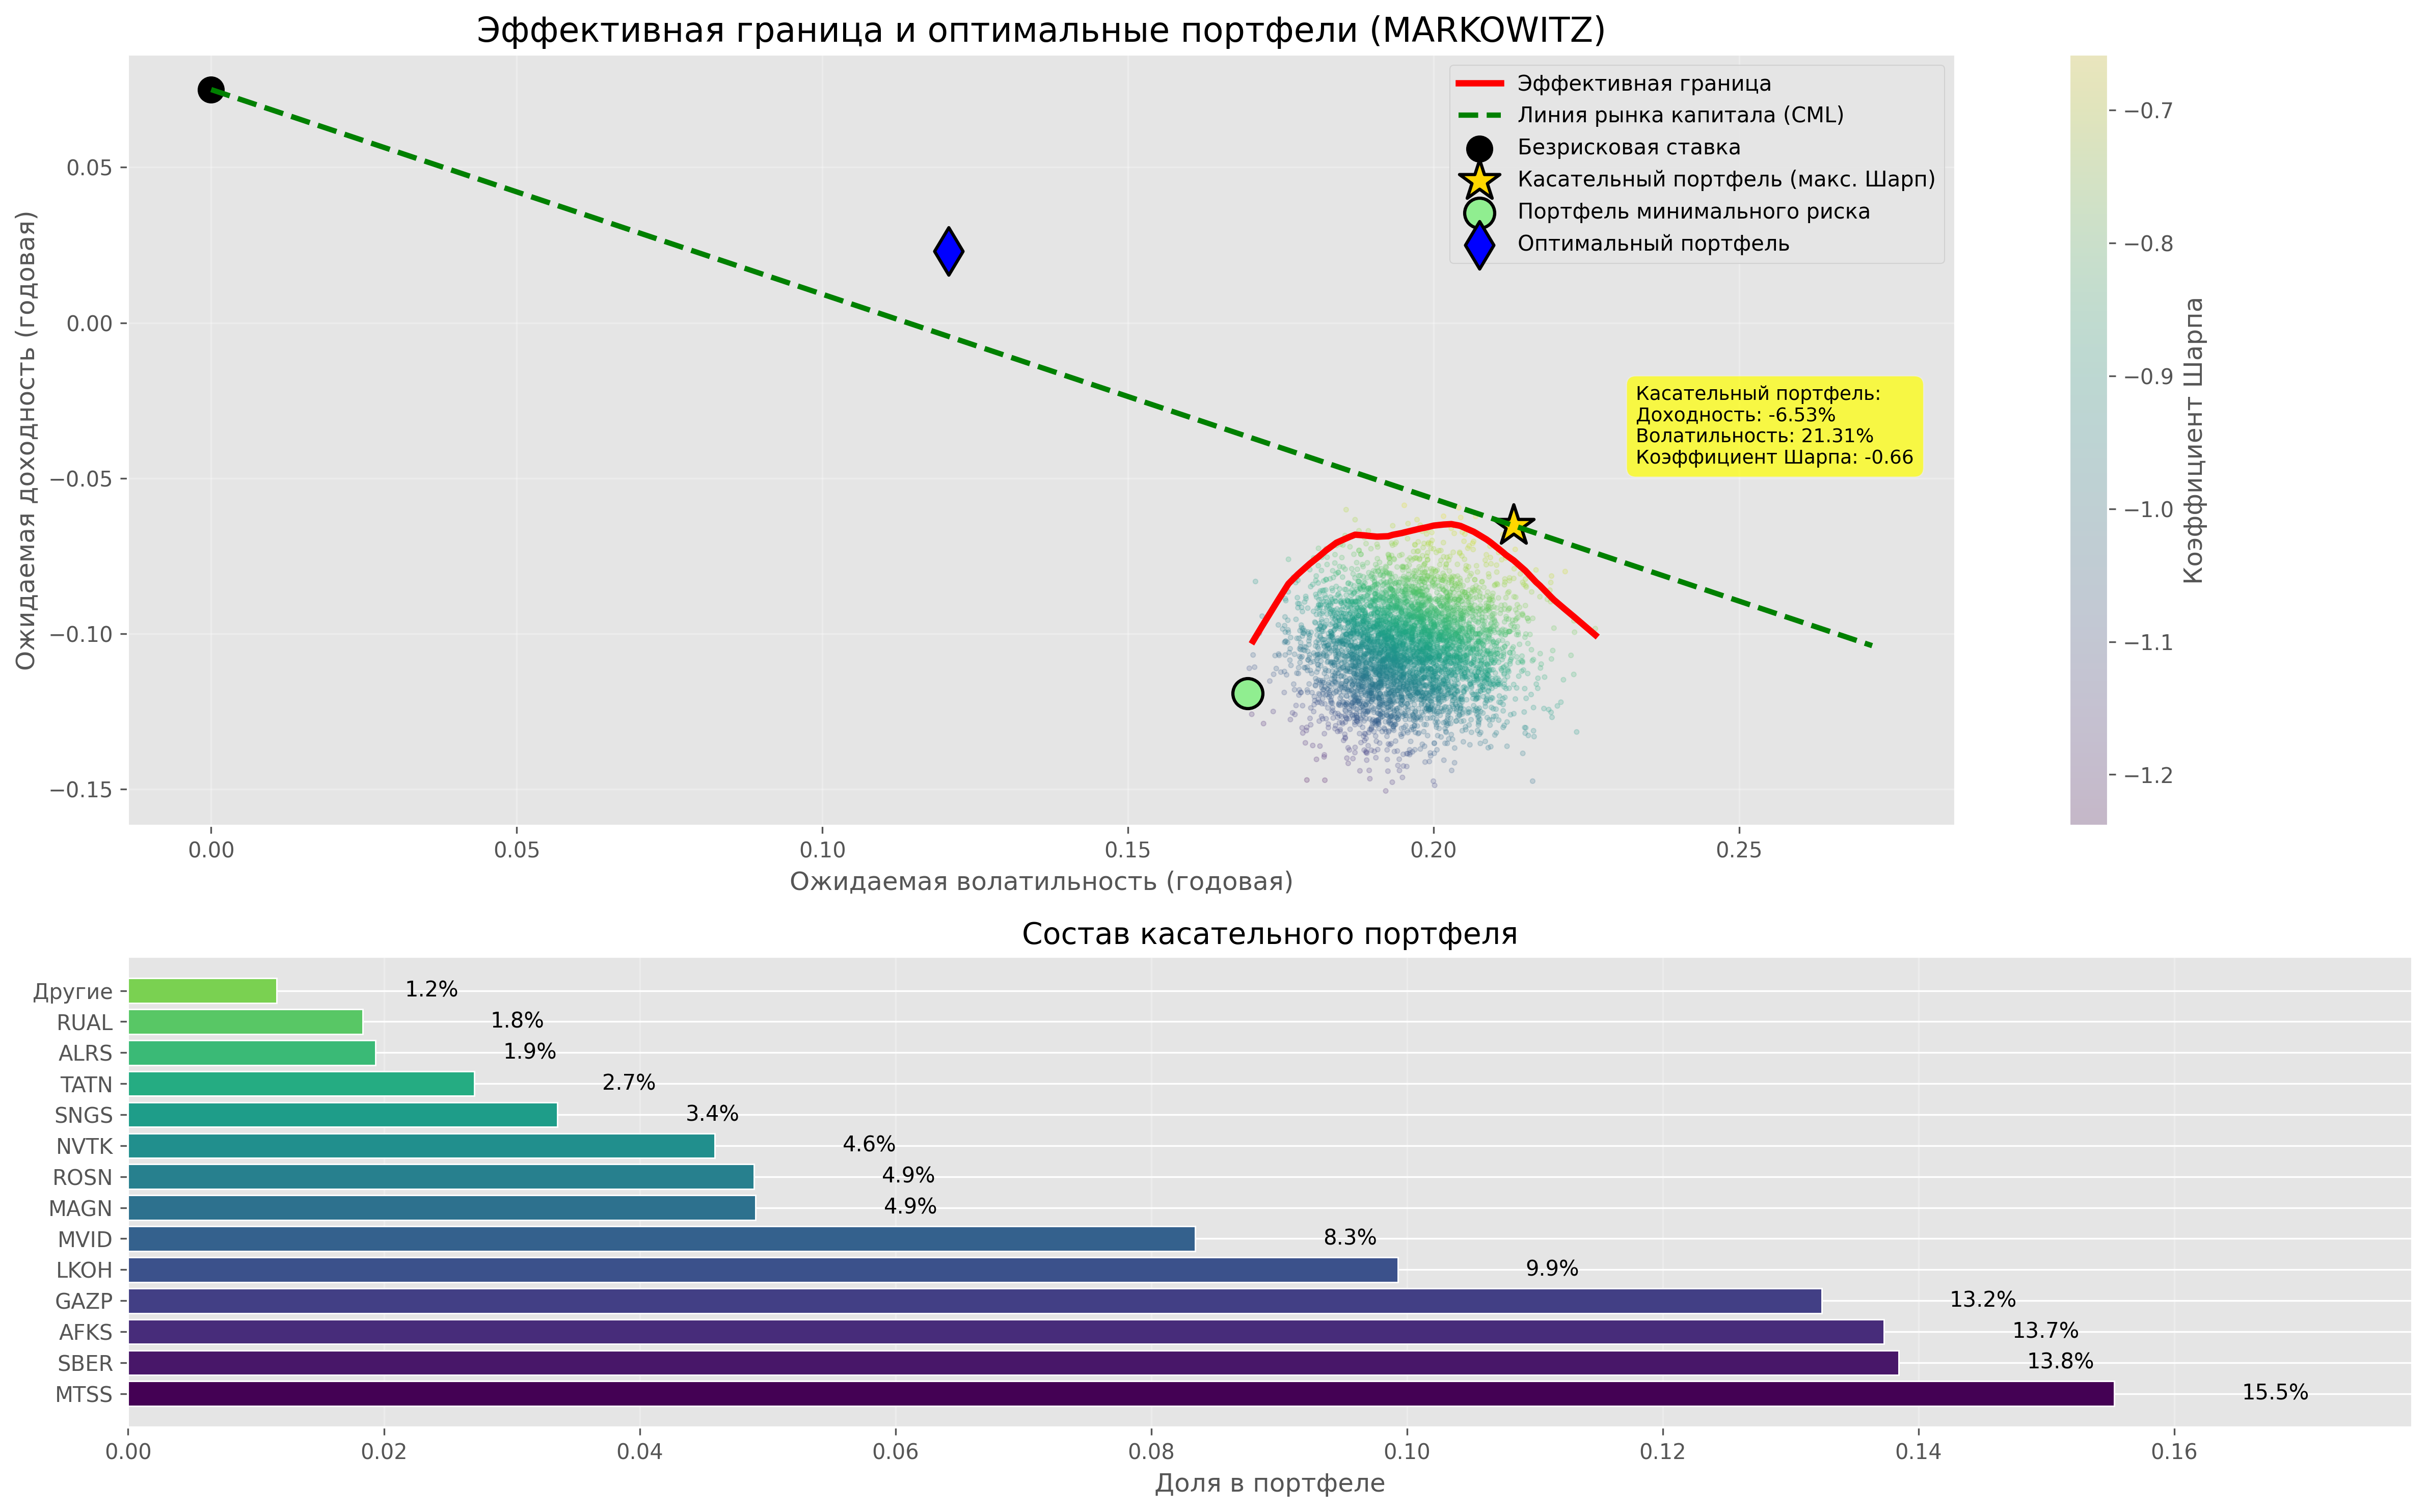 Эффективная граница и оптимальные портфели (MARKOWITZ)
Эффективная граница
Линия рынка капитала (CML)
Безрисковая ставка
Касательный портфель (макс. Шарп)
Портфель минимального риска
Оптимальный портфель
Ожидаемая доходность (годовая)
0.05
0.00
−0.05
−0.10
−0.15
Касательный портфель:
Доходность: -6.53%
Волатильность: 21.31%
Коэффициент Шарпа: -0.66
0.00 0.05 0.10 0.15 0.20 0.25
Ожидаемая волатильность (годовая)
−0.7
−0.8
−0.9
−1.0
−1.1
−1.2
Коэффициент Шарпа
Состав касательного портфеля
Другие 1.2%
RUAL 1.8%
ALRS 1.9%
TATN 2.7%
SNGS 3.4%
NVTK 4.6%
ROSN 4.9%
MAGN 4.9%
MVID 8.3%
LKOH 9.9%
GAZP 13.2%
AFKS 13.7%
SBER 13.8%
MTSS 15.5%
0.00 0.02 0.04 0.06 0.08 0.10 0.12 0.14 0.16
Доля в портфеле